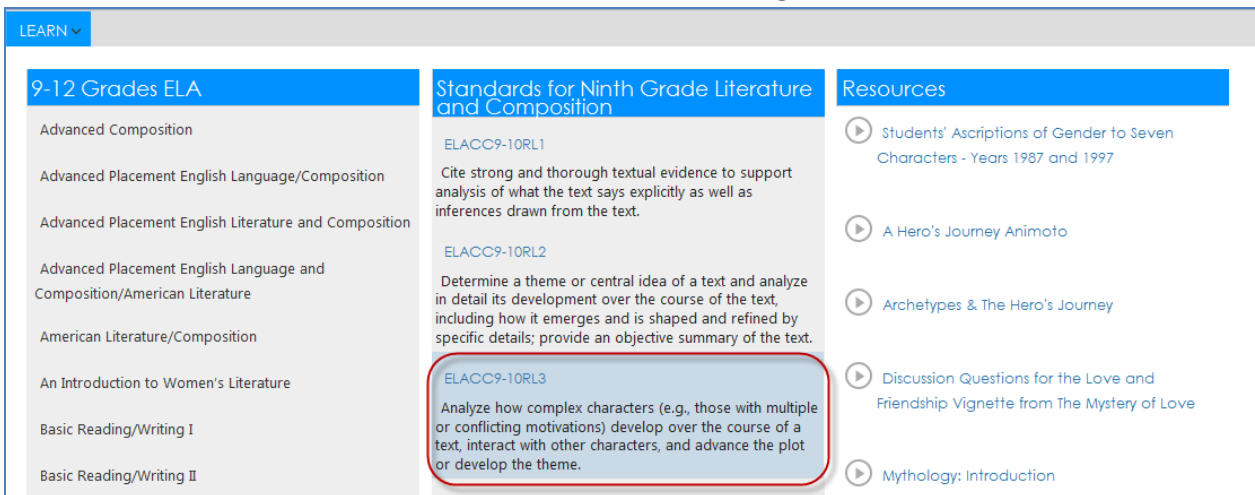 LEARN
9-12 Grades ELA
Advanced Composition
Advanced Placement English Language/Composition
Advanced Placement English Literature and Composition
Advanced Placement English Language and
Composition/American Literature
American Literature/Composition
An Introduction to Women's Literature
Basic Reading/Writing I
Basic Reading/Writing II
Standards for Ninth Grade Literature
and Composition
ELACC9-10RL1
Cite strong and thorough textual evidence to support
analysis of what the text says explicitly as well as
inferences drawn from the text.
ELACC9-10RL2
Determine a theme or central idea of a text and analyze
in detail its development over the course of the text,
including how it emerges and is shaped and refined by
specific details; provide an objective summary of the text.
ELACC9-10RL3
Analyze how complex characters (e.g., those with multiple
or conflicting motivations) develop over the course of a
text, interact with other characters, and advance the plot
or develop the theme.
Resources
Students' Ascriptions of Gender to Seven
Characters - Years 1987 and 1997
A Hero's Journey Animoto
Archetypes & The Hero's Journey
Discussion Questions for the Love and
Friendship Vignette from The Mystery of Love
Mythology: Introduction